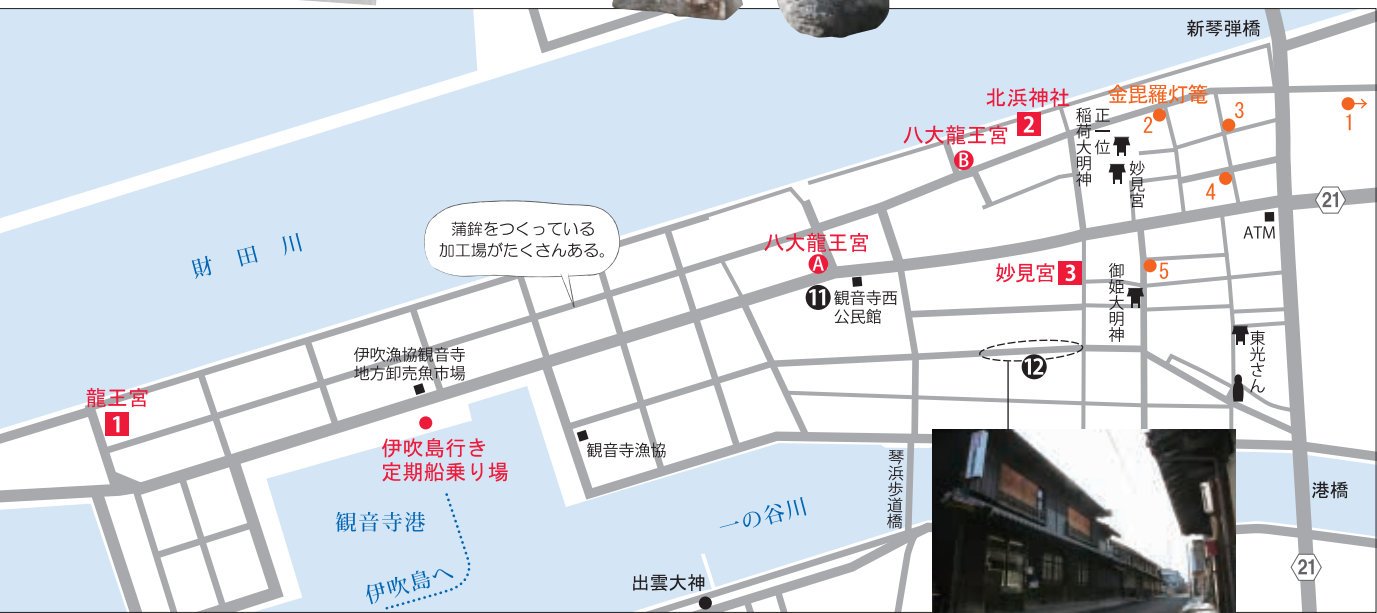 新琴弾橋
北浜神社
2
金毘羅灯篭
2
3
1
4
八大龍王宮
B
正一位
稲荷大明神
妙見宮
21
ATM
蒲鉾をつくっている
加工場がたくさんある。
財田川
八大龍王宮
A
11
観音寺西
公民館
妙見宮
3
御姫大明神
5
12
東光さん
伊吹漁協観音寺
地方卸売魚市場
龍王宮
1
伊吹島行き
定期船乗り場
観音寺漁協
観音寺港
伊吹島へ
一の谷川
琴浜歩道橋
港橋
21
出雲大神